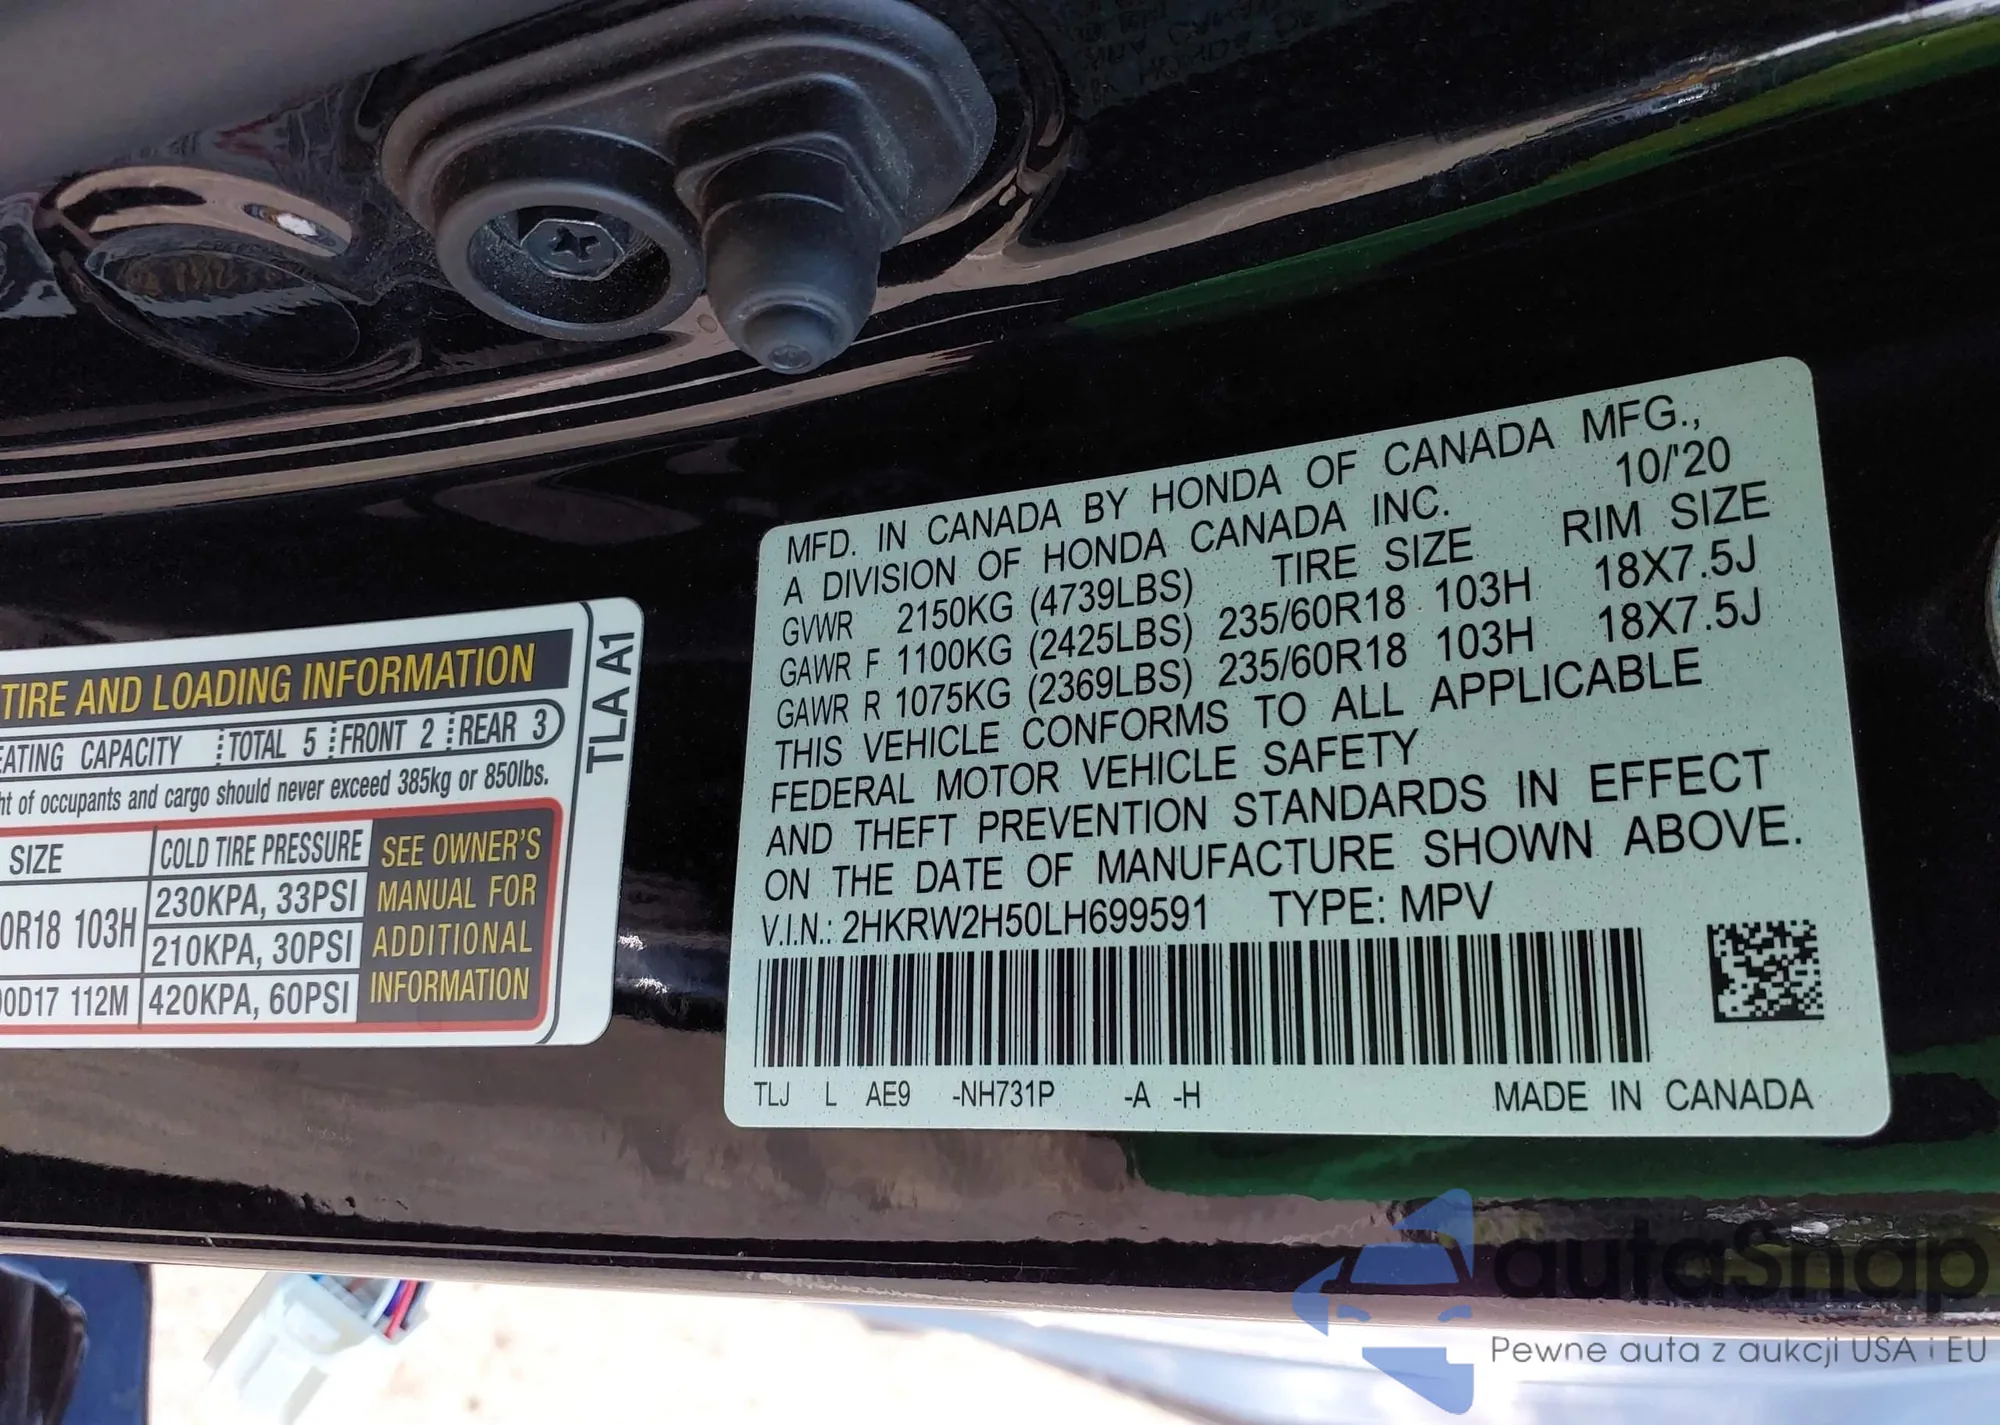 TIRE AND LOADING INFORMATION
EATING CAPACITY TOTAL 5 FRONT 2 REAR 3
ht of occupants and cargo should never exceed 385kg or 850lbs.
SIZE COLD TIRE PRESSURE SEE OWNER'S MANUAL FOR ADDITIONAL INFORMATION
0R18 103H 230KPA, 33PSI
210KPA, 30PSI
0D17 112M 420KPA, 60PSI
TLA A1
MFD. IN CANADA BY HONDA OF CANADA MFG.,
A DIVISION OF HONDA CANADA INC. 10/'20
GVWR 2150KG (4739LBS) TIRE SIZE RIM SIZE
GAWR F 1100KG (2425LBS) 235/60R18 103H 18X7.5J
GAWR R 1075KG (2369LBS) 235/60R18 103H 18X7.5J
THIS VEHICLE CONFORMS TO ALL APPLICABLE
FEDERAL MOTOR VEHICLE SAFETY
AND THEFT PREVENTION STANDARDS IN EFFECT
ON THE DATE OF MANUFACTURE SHOWN ABOVE.
V.I.N.: 2HKRW2H50LH699591 TYPE: MPV
TLJ L AE9 -NH731P -A -H MADE IN CANADA
autaSnap
Pewne auta z aukcji USA i EU